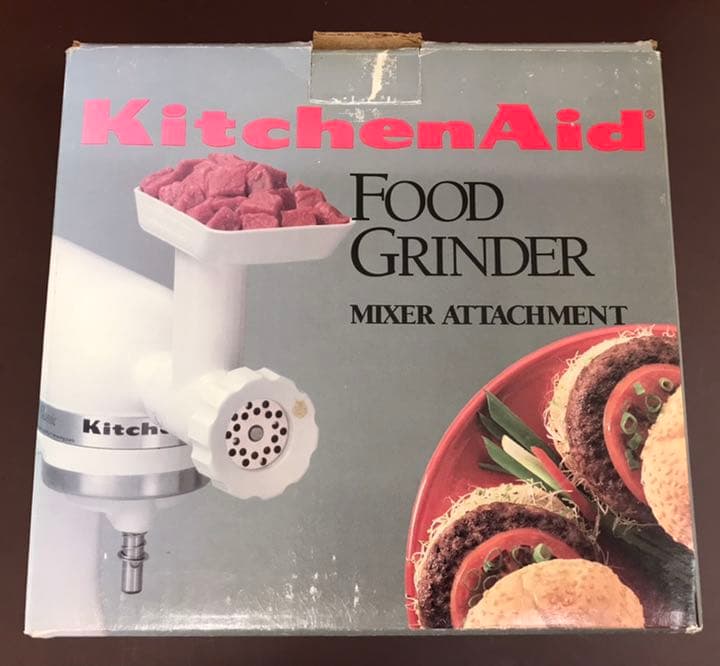 KitchenAid®
FOOD
GRINDER
MIXER ATTACHMENT
Kitch